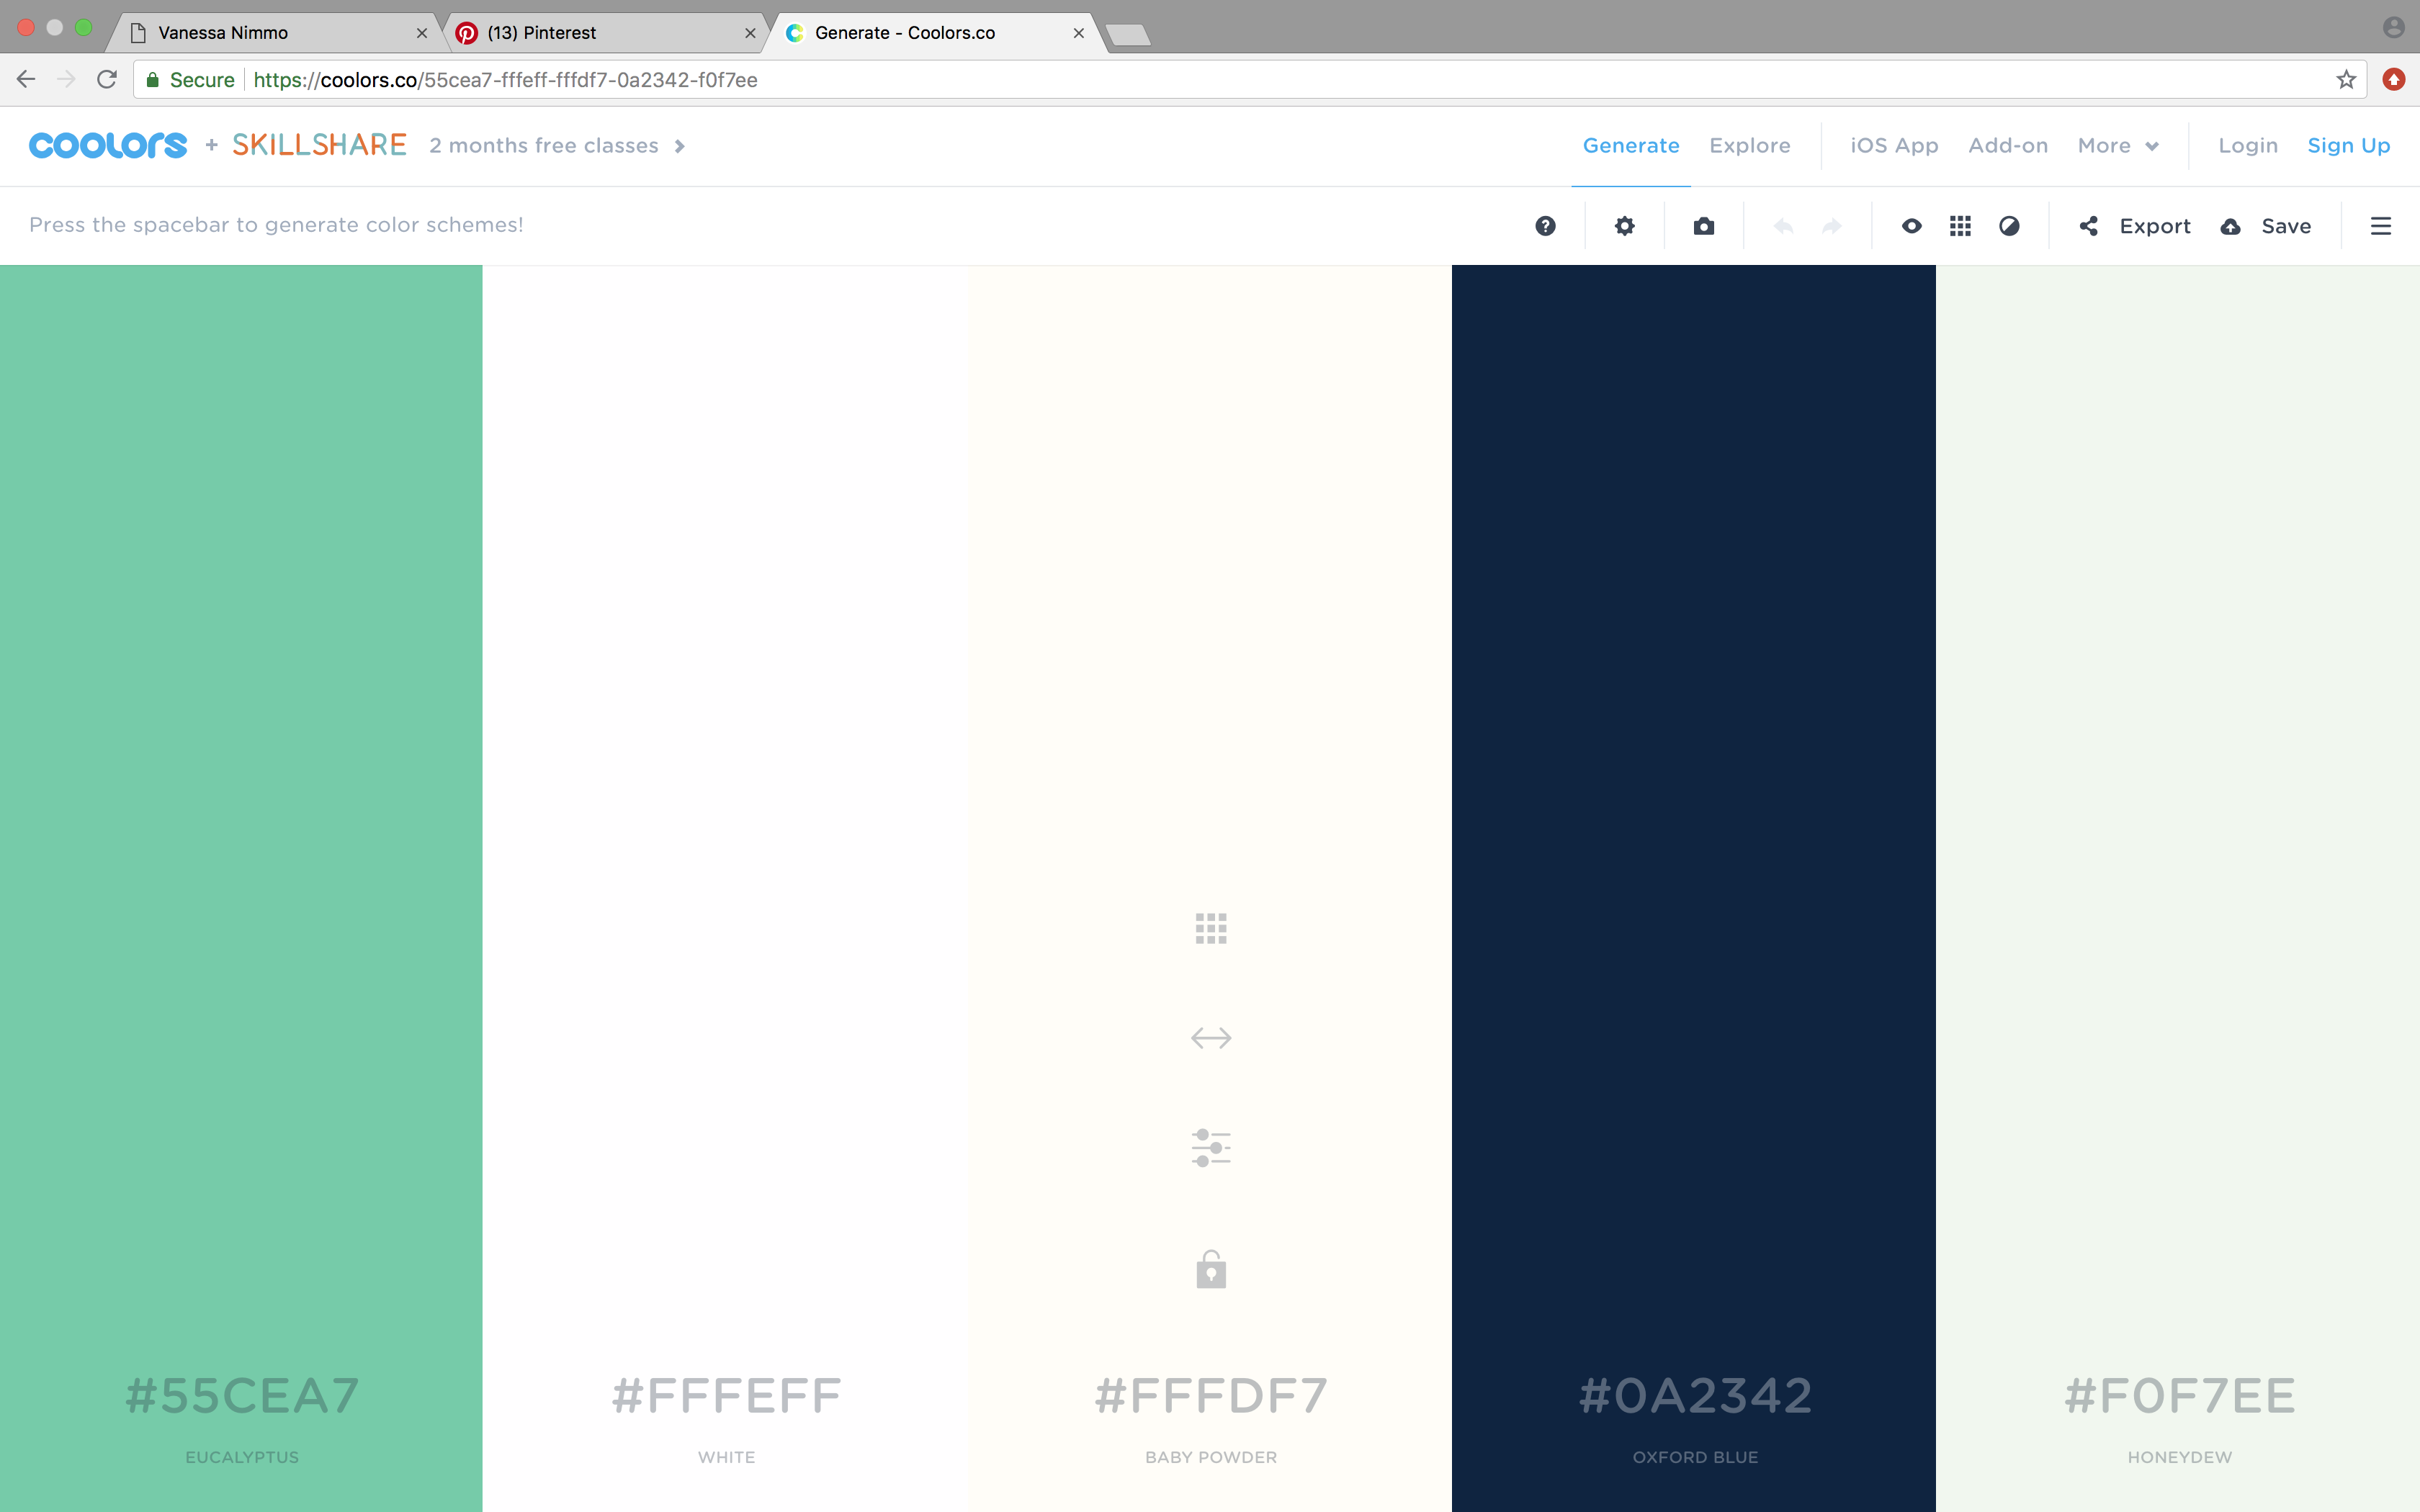 Vanessa Nimmo
(13) Pinterest
Generate - Coolors.co
Secure
https://coolors.co/55cea7-fffeff-fffdf7-0a2342-f0f7ee
coolors + SKILLSHARE 2 months free classes
Generate Explore iOS App Add-on More Login Sign Up
Press the spacebar to generate color schemes!
Export Save
#55CEA7
#FFFEFF
#FFFDF7
#0A2342
#F0F7EE
EUCALYPTUS
WHITE
BABY POWDER
OXFORD BLUE
HONEYDEW